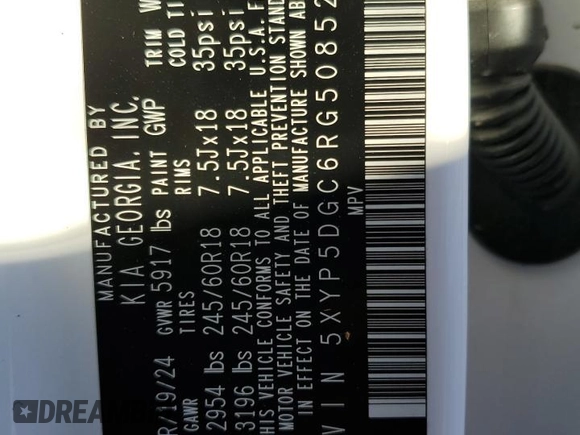 MANUFACTURED BY
KIA GEORGIA, INC.
/19/24 GVWR 5917 lbs PAINT GWP TRIM
GAWR TIRES RIMS COLD
2954 lbs 245/60R18 7.5Jx18 35psi
3196 lbs 245/60R18 7.5Jx18 35psi
THIS VEHICLE CONFORMS TO ALL APPLICABLE U.S.A. F
MOTOR VEHICLE SAFETY AND THEFT PREVENTION STAND
IN EFFECT ON THE DATE OF MANUFACTURE SHOWN AB
VIN 5XYP5DGC6RG50852
MPV